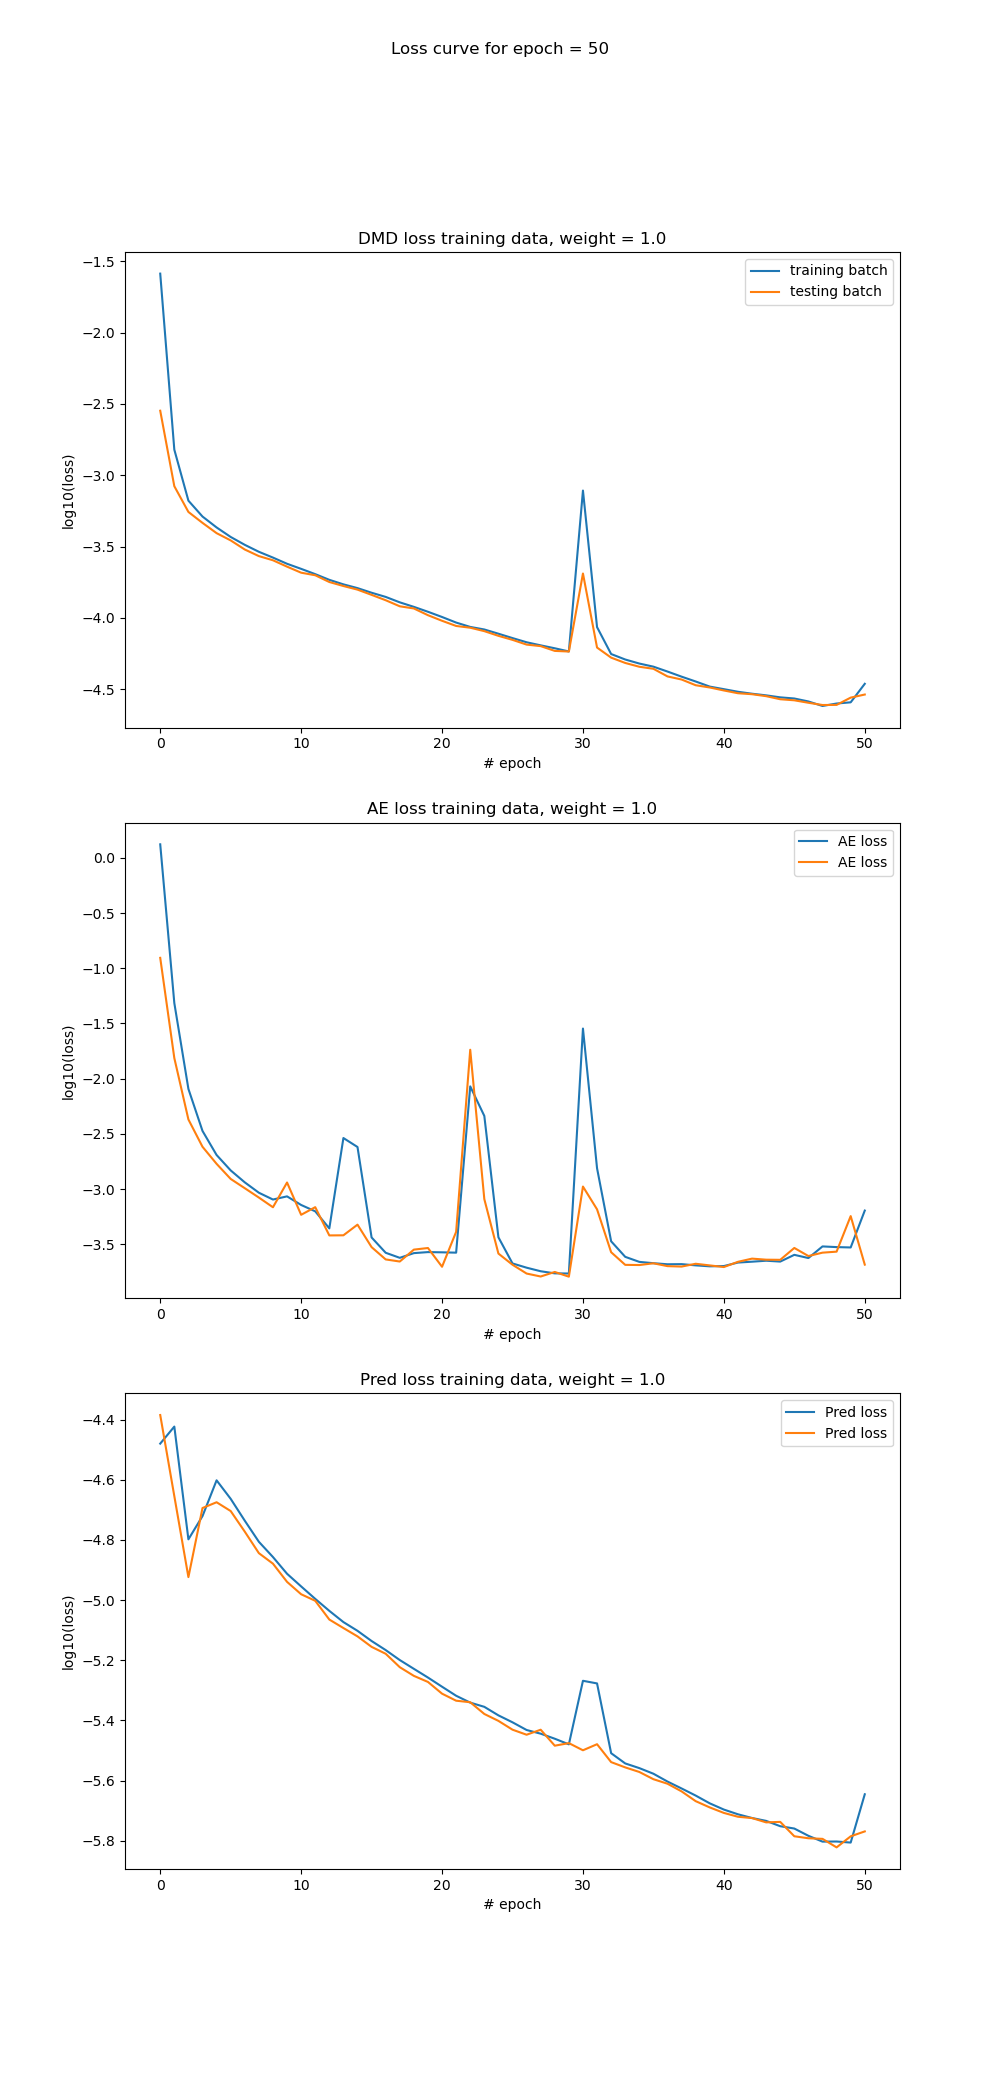 Loss curve for epoch = 50
DMD loss training data, weight = 1.0
−1.5
−2.0
−2.5
−3.0
−3.5
−4.0
−4.5
log10(loss)
training batch
testing batch
0 10 20 30 40 50
# epoch
AE loss training data, weight = 1.0
0.0
−0.5
−1.0
−1.5
−2.0
−2.5
−3.0
−3.5
log10(loss)
AE loss
AE loss
0 10 20 30 40 50
# epoch
Pred loss training data, weight = 1.0
−4.4
−4.6
−4.8
−5.0
−5.2
−5.4
−5.6
−5.8
log10(loss)
Pred loss
Pred loss
0 10 20 30 40 50
# epoch